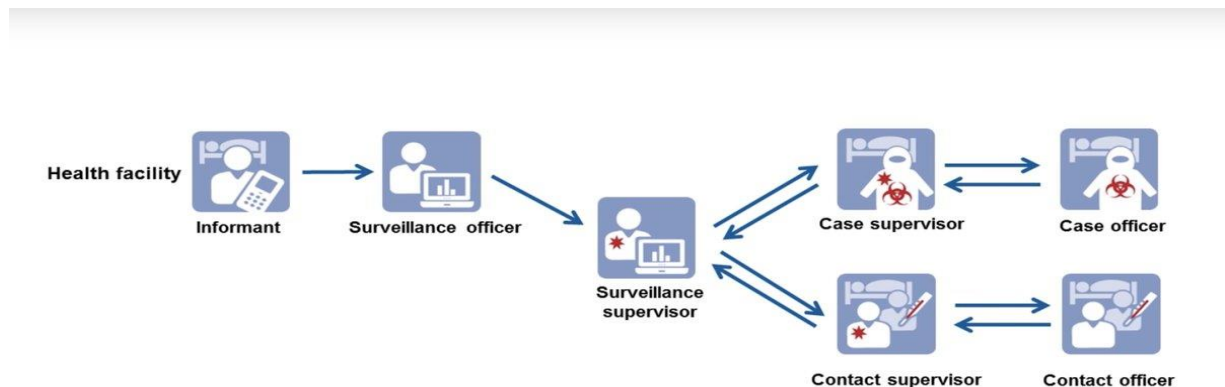 Health facility
Informant
Surveillance officer
Surveillance
supervisor
Case supervisor
Case officer
Contact supervisor
Contact officer